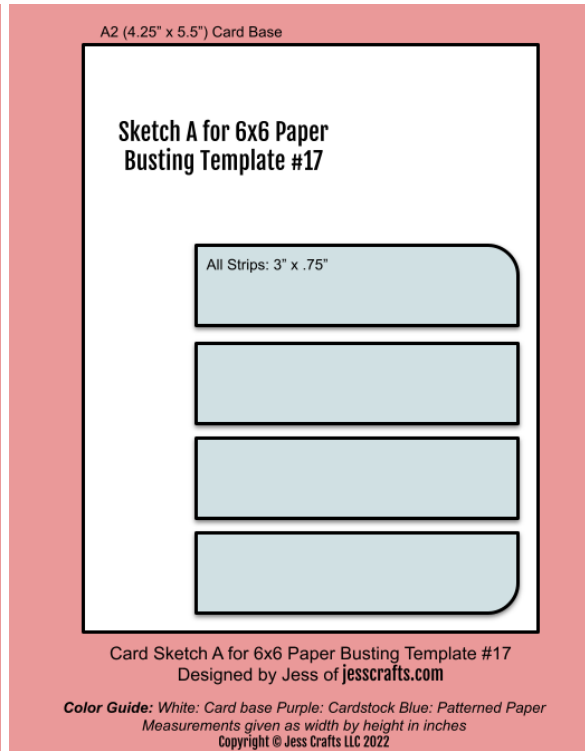 A2 (4.25” x 5.5”) Card Base
Sketch A for 6x6 Paper
Busting Template #17
All Strips: 3” x .75”
Card Sketch A for 6x6 Paper Busting Template #17
Designed by Jess of jesscrafts.com
Color Guide: White: Card base Purple: Cardstock Blue: Patterned Paper
Measurements given as width by height in inches
Copyright © Jess Crafts LLC 2022